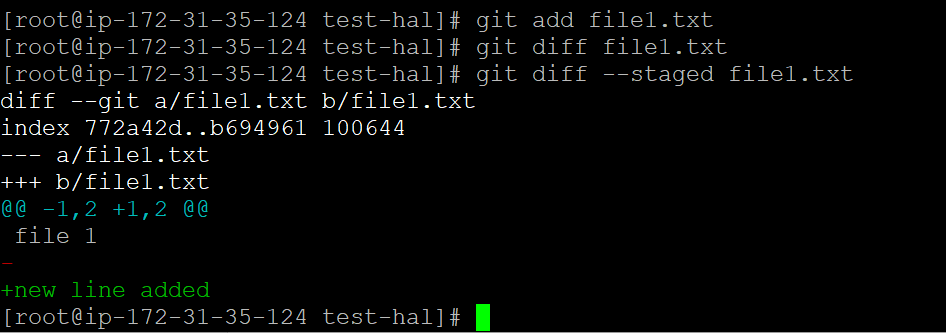 [root@ip-172-31-35-124 test-hal]# git add file1.txt
[root@ip-172-31-35-124 test-hal]# git diff file1.txt
[root@ip-172-31-35-124 test-hal]# git diff --staged file1.txt
diff --git a/file1.txt b/file1.txt
index 772a42d..b694961 100644
--- a/file1.txt
+++ b/file1.txt
@@ -1,2 +1,2 @@
 file 1
-
+new line added
[root@ip-172-31-35-124 test-hal]#